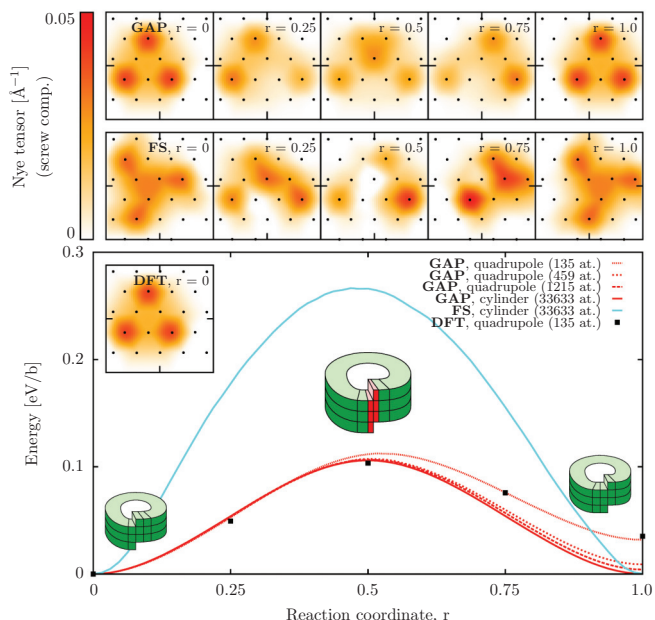 0.05
GAP, r = 0
0.25
0.5
0.75
1.0
Nye tensor [Å⁻¹]
(screw comp.)
FS, r = 0
0.25
0.5
0.75
1.0
0
0.3
DFT, r = 0
GAP, quadrupole (135 at.)
GAP, quadrupole (459 at.)
GAP, quadrupole (1215 at.)
GAP, cylinder (33633 at.)
FS, cylinder (33633 at.)
DFT, quadrupole (135 at.)
0.2
Energy [eV/b]
0.1
0
0 0.25 0.5 0.75 1.0
Reaction coordinate, r